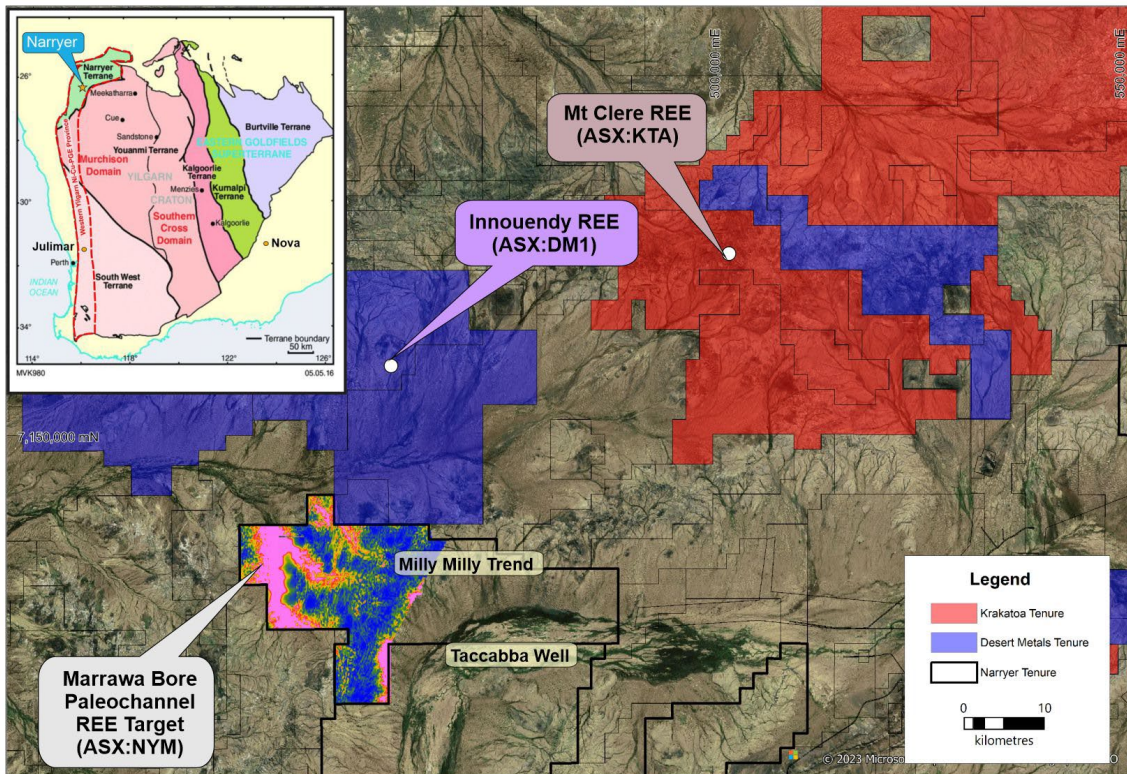 Narryer
26°
Narryer
Terrane
Meekatharra
Cue
Sandstone
Youanmi Terrane
Burtville Terrane
EASTERN GOLDFIELDS
SUPERTERRANE
Murchison
Domain
YILGARN
CRATON
Kalgoorlie
Terrane
Kurnalpi
Terrane
Menzies
Western Yilgarn Ni-Cu-PGE Province
30°
Southern
Cross
Domain
Kalgoorlie
Julimar
Nova
Perth
South West
Terrane
INDIAN
OCEAN
34°
Terrane boundary
50 km
114°
118°
122°
126°
MVK980
05.05.16
500,000 mE
550,000 mE
Mt Clere REE
(ASX:KTA)
Innouendy REE
(ASX:DM1)
7,150,000 mN
Milly Milly Trend
Taccabba Well
Marrawa Bore
Paleochannel
REE Target
(ASX:NYM)
Legend
Krakatoa Tenure
Desert Metals Tenure
Narryer Tenure
0 10
kilometres
© 2023 Microso